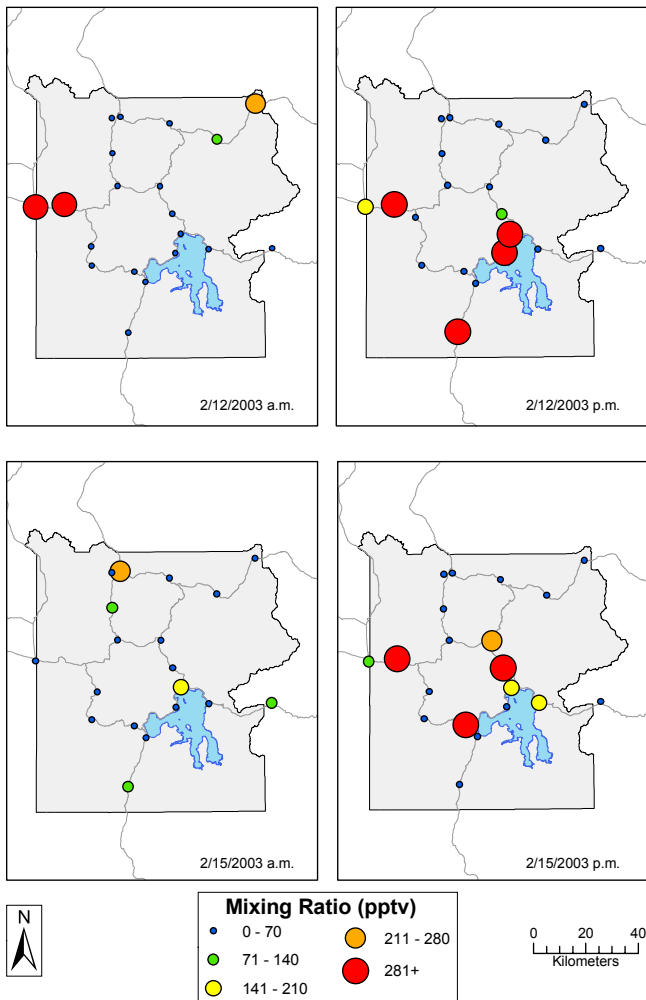 2/12/2003 a.m.
2/12/2003 p.m.
2/15/2003 a.m.
2/15/2003 p.m.
N
Mixing Ratio (pptv)
0 - 70
71 - 140
141 - 210
211 - 280
281+
0 20 40
Kilometers